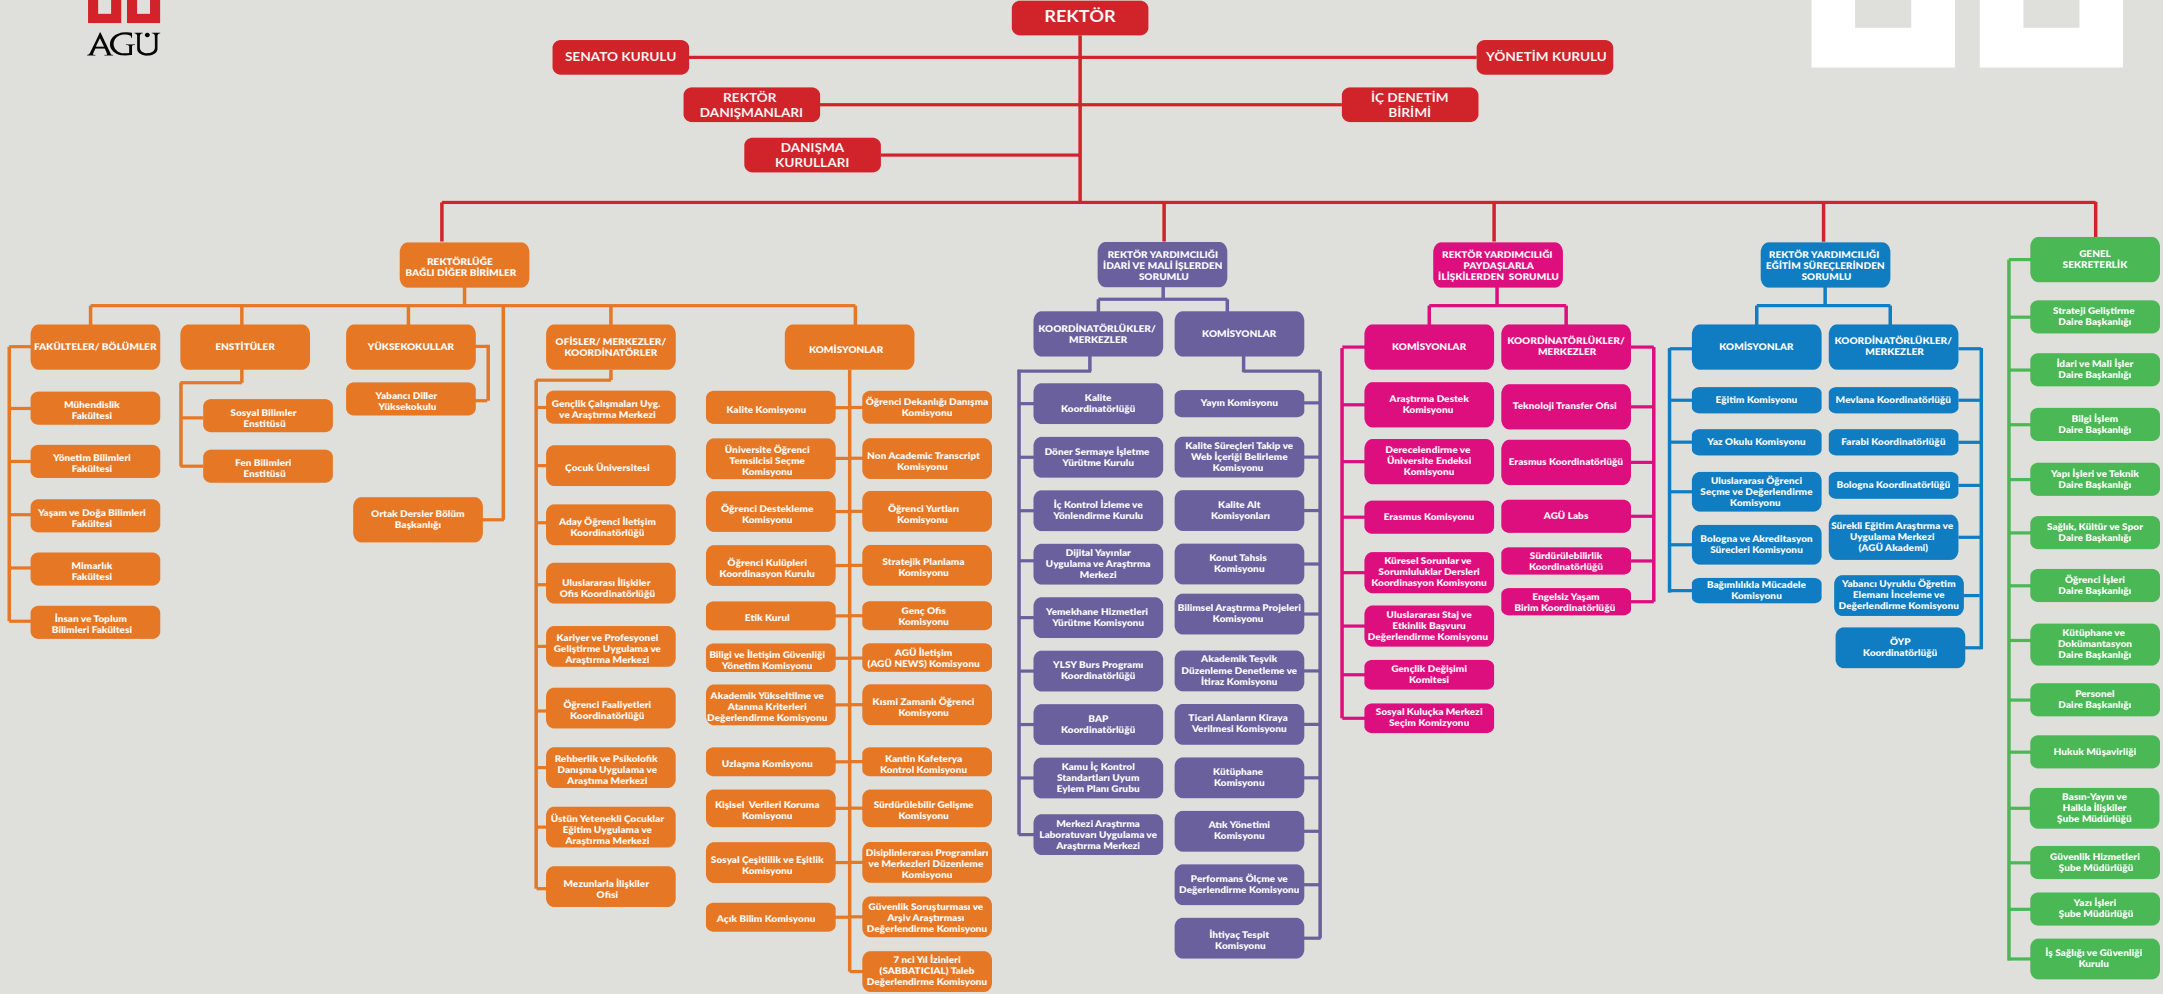 AGÜ
REKTÖR
SENATO KURULU
YÖNETİM KURULU
REKTÖR
DANIŞMANLARI
İÇ DENETİM
BİRİMİ
DANIŞMA
KURULLARI
REKTÖRLÜĞE
BAĞLI DİĞER BİRİMLER
FAKÜLTELER/ BÖLÜMLER
Mühendislik
Fakültesi
Yönetim Bilimleri
Fakültesi
Yaşam ve Doğa Bilimleri
Fakültesi
Mimarlık
Fakültesi
İnsan ve Toplum
Bilimleri Fakültesi
ENSTİTÜLER
Sosyal Bilimler
Enstitüsü
Fen Bilimleri
Enstitüsü
YÜKSEKOKULLAR
Yabancı Diller
Yüksekokulu
Ortak Dersler Bölüm
Başkanlığı
OFİSLER/ MERKEZLER/
KOORDİNATÖRLER
Gençlik Çalışmaları Uyg.
ve Araştırma Merkezi
Çocuk Üniversitesi
Aday Öğrenci İletişim
Koordinatörlüğü
Uluslararası İlişkiler
Ofis Koordinatörlüğü
Kariyer ve Profesyonel
Geliştirme Uygulama ve
Araştırma Merkezi
Öğrenci Faaliyetleri
Koordinatörlüğü
Rehberlik ve Psikolofik
Danışma Uygulama ve
Araştıma Merkezi
Üstün Yetenekli Çocuklar
Eğitim Uygulama ve
Araştırma Merkezi
Mezunlarla İlişkiler
Ofisi
KOMİSYONLAR
Kalite Komisyonu
Üniversite Öğrenci
Temsilcisi Seçme
Komisyonu
Öğrenci Destekleme
Komisyonu
Öğrenci Kulüpleri
Koordinasyon Kurulu
Etik Kurul
Biligi ve İletişim Güvenliği
Yönetim Komisyonu
Akademik Yükseltilme ve
Atanma Kriterleri
Değerlendirme Komisyonu
Uzlaşma Komisyonu
Kişisel  Verileri Koruma
Komisyonu
Sosyal Çeşitlilik ve Eşitlik
Komisyonu
Açık Bilim Komisyonu
Öğrenci Dekanlığı Danışma
Komisyonu
Non Academic Transcript
Komisyonu
Öğrenci Yurtları
Komisyonu
Stratejik Planlama
Komisyonu
Genç Ofis
Komisyonu
AGÜ İletişim
(AGÜ NEWS) Komisyonu
Kısmi Zamanlı Öğrenci
Komisyonu
Kantin Kafeterya
Kontrol Komisyonu
Sürdürülebilir Gelişme
Komisyonu
Disiplinlerarası Programları
ve Merkezleri Düzenleme
Komisyonu
Güvenlik Soruşturması ve
Arşiv Araştırması
Değerlendirme Komisyonu
7 nci Yıl İzinleri
(SABBATICIAL) Taleb
Değerlendirme Komisyonu
REKTÖR YARDIMCILIĞI
İDARİ VE MALİ İŞLERDEN
SORUMLU
KOORDİNATÖRLÜKLER/
MERKEZLER
Kalite
Koordinatörlüğü
Döner Sermaye İşletme
Yürütme Kurulu
İç Kontrol İzleme ve
Yönlendirme Kurulu
Dijital Yayınlar
Uygulama ve Araştırma
Merkezi
Yemekhane Hizmetleri
Yürütme Komisyonu
YLSY Burs Programı
Koordinatörlüğü
BAP
Koordinatörlüğü
Kamu İç Kontrol
Standartları Uyum
Eylem Planı Grubu
Merkezi Araştırma
Laboratuvarı Uygulama ve
Araştırma Merkezi
KOMİSYONLAR
Yayın Komisyonu
Kalite Süreçleri Takip ve
Web İçeriği Belirleme
Komisyonu
Kalite Alt
Komisyonları
Konut Tahsis
Komisyonu
Bilimsel Araştırma Projeleri
Komisyonu
Akademik Teşvik
Düzenleme Denetleme ve
İtiraz Komisyonu
Ticari Alanların Kiraya
Verilmesi Komisyonu
Kütüphane
Komisyonu
Atık Yönetimi
Komisyonu
Performans Ölçme ve
Değerlendirme Komisyonu
İhtiyaç Tespit
Komisyonu
REKTÖR YARDIMCILIĞI
PAYDAŞLARLA
İLİŞKİLERDEN  SORUMLU
KOMİSYONLAR
Araştırma Destek
Komisyonu
Derecelendirme ve
Üniversite Endeksi
Komisyonu
Erasmus Komisyonu
Küresel Sorunlar ve
Sorumluluklar Dersleri
Koordinasyon Komisyonu
Uluslararası Staj ve
Etkinlik Başvuru
Değerlendirme Komisyonu
Gençlik Değişimi
Komitesi
Sosyal Kuluçka Merkezi
Seçim Komizyonu
KOORDİNATÖRLÜKLER/
MERKEZLER
Teknoloji Transfer Ofisi
Erasmus Koordinatörlüğü
AGÜ Labs
Sürdürülebilirlik
Koordinatörlüğü
Engelsiz Yaşam
Birim Koordinatörlüğü
REKTÖR YARDIMCILIĞI
EĞİTİM SÜREÇLERİNDEN
SORUMLU
KOMİSYONLAR
Eğitim Komisyonu
Yaz Okulu Komisyonu
Uluslararası Öğrenci
Seçme ve Değerlendirme
Komisyonu
Bologna ve Akreditasyon
Sürecleri Komisyonu
Bağımlılıkla Mücadele
Komisyonu
KOORDİNATÖRLÜKLER/
MERKEZLER
Mevlana Koordinatörlüğü
Farabi Koordinatörlüğü
Bologna Koordinatörlüğü
Sürekli Eğitim Araştırma ve
Uygulama Merkezi
(AGÜ Akademi)
Yabancı Uyruklu Öğretim
Elemanı İnceleme ve
Değerlendirme Komisyonu
ÖYP
Koordinatörlüğü
GENEL
SEKRETERLİK
Strateji Geliştirme
Daire Başkanlığı
İdari ve Mali İşler
Daire Başkanlığı
Bilgi İşlem
Daire Başkanlığı
Yapı İşleri ve Teknik
Daire Başkanlığı
Sağlık, Kültür ve Spor
Daire Başkanlığı
Öğrenci İşleri
Daire Başkanlığı
Kütüphane ve
Dokümantasyon
Daire Başkanlığı
Personel
Daire Başkanlığı
Hukuk Müşavirliği
Basın-Yayın ve
Halkla İlişkiler
Şube Müdürlüğü
Güvenlik Hizmetleri
Şube Müdürlüğü
Yazı İşleri
Şube Müdürlüğü
İş Sağlığı ve Güvenliği
Kurulu